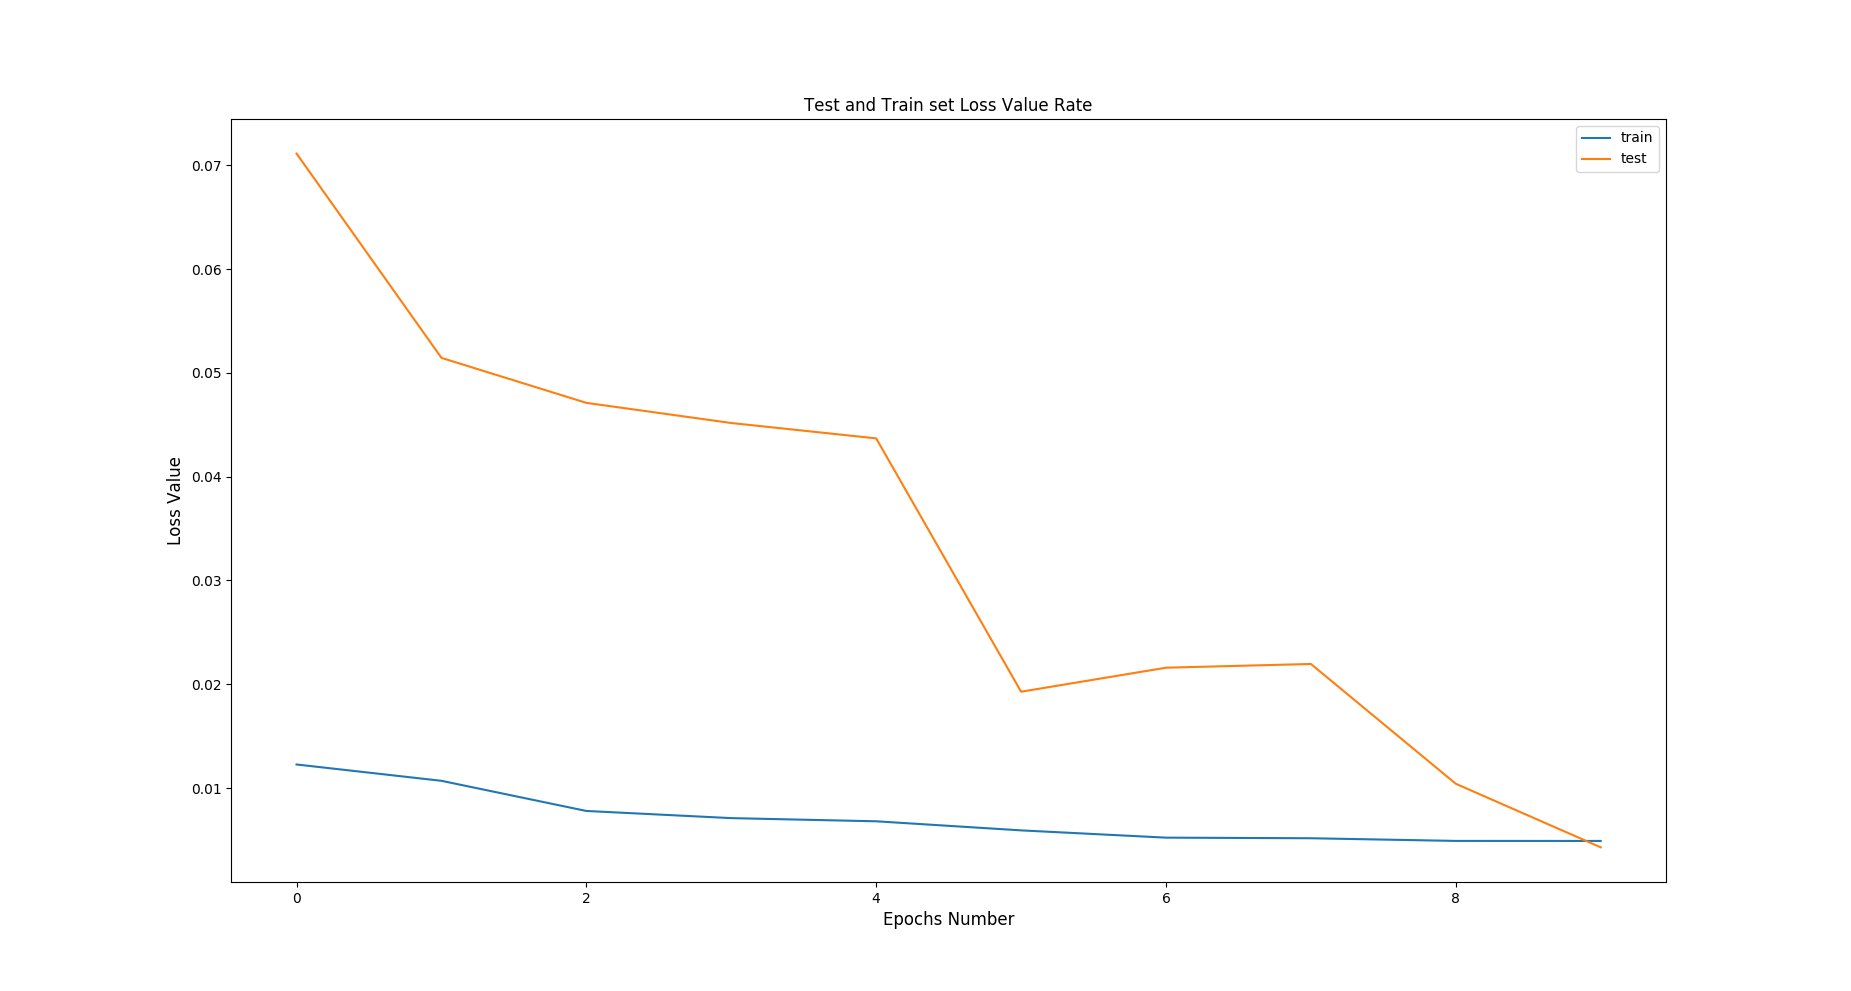 Test and Train set Loss Value Rate
train
test
0.07
0.06
0.05
0.04
0.03
0.02
0.01
Loss Value
0 2 4 6 8
Epochs Number